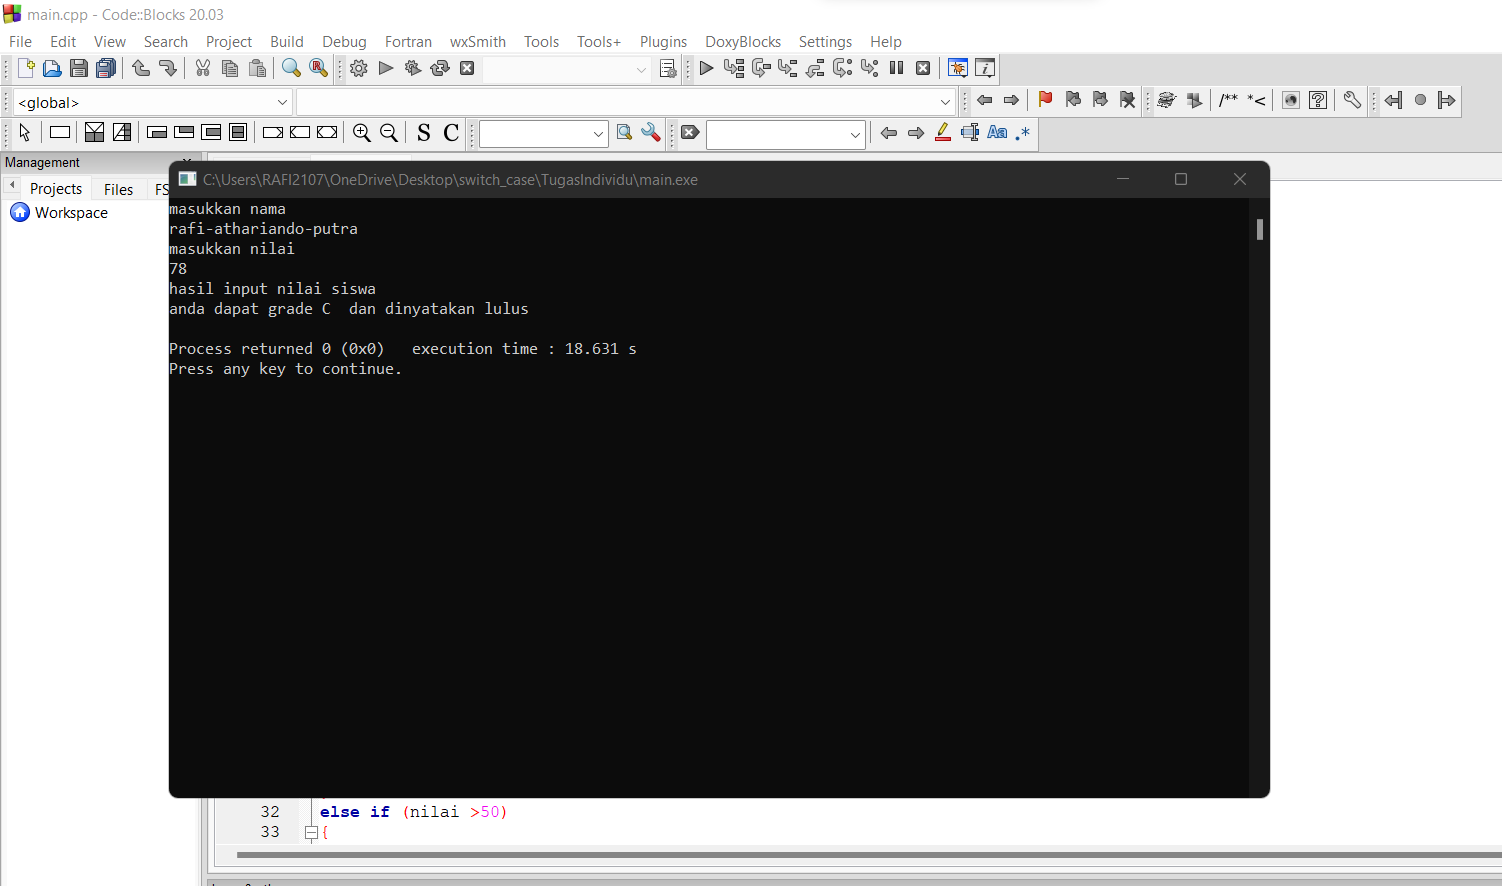 main.cpp - Code::Blocks 20.03
File Edit View Search Project Build Debug Fortran wxSmith Tools Tools+ Plugins DoxyBlocks Settings Help
<global>
/** *<
S C
Aa .*
Management
Projects Files FS
Workspace
C:\Users\RAFI2107\OneDrive\Desktop\switch_case\TugasIndividu\main.exe
masukkan nama
rafi-athariando-putra
masukkan nilai
78
hasil input nilai siswa
anda dapat grade C  dan dinyatakan lulus
Process returned 0 (0x0)   execution time : 18.631 s
Press any key to continue.
32 else if (nilai >50)
33 {